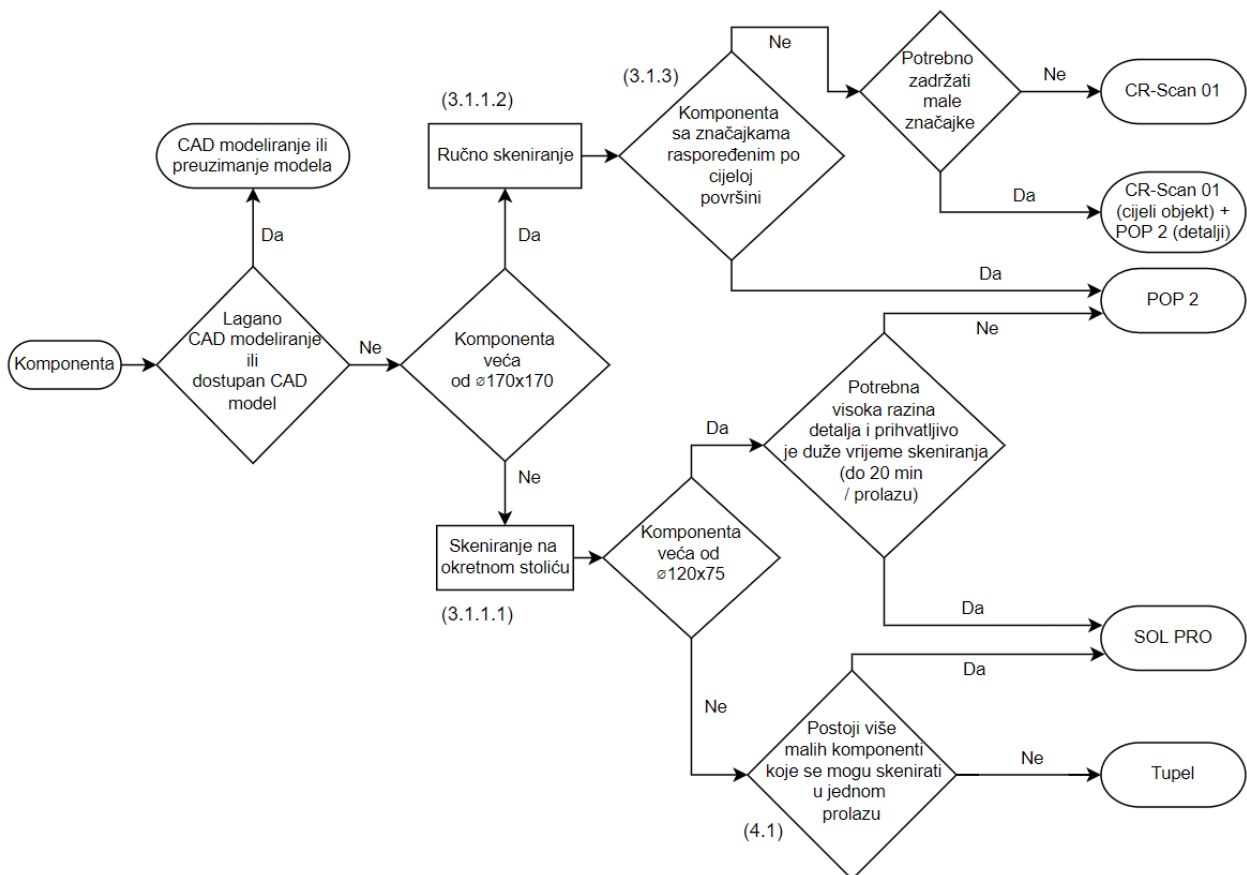 Komponenta
Lagano
CAD modeliranje
ili
dostupan CAD
model
Da
CAD modeliranje ili
preuzimanje modela
Ne
Komponenta
veća
od ⌀170x170
Da
(3.1.1.2)
Ručno skeniranje
(3.1.3)
Komponenta
sa značajkama
raspoređenim po
cijeloj
površini
Ne
Potrebno
zadržati
male
značajke
Ne
CR-Scan 01
Da
CR-Scan 01
(cijeli objekt) +
POP 2 (detalji)
Da
POP 2
Ne
Skeniranje na
okretnom stoliću
(3.1.1.1)
Komponenta
veća od
⌀120x75
Da
Potrebna
visoka razina
detalja i prihvatljivo
je duže vrijeme skeniranja
(do 20 min
/ prolazu)
Ne
Da
SOL PRO
Ne
Postoji više
malih komponenti
koje se mogu skenirati
u jednom
prolazu
(4.1)
Da
Ne
Tupel